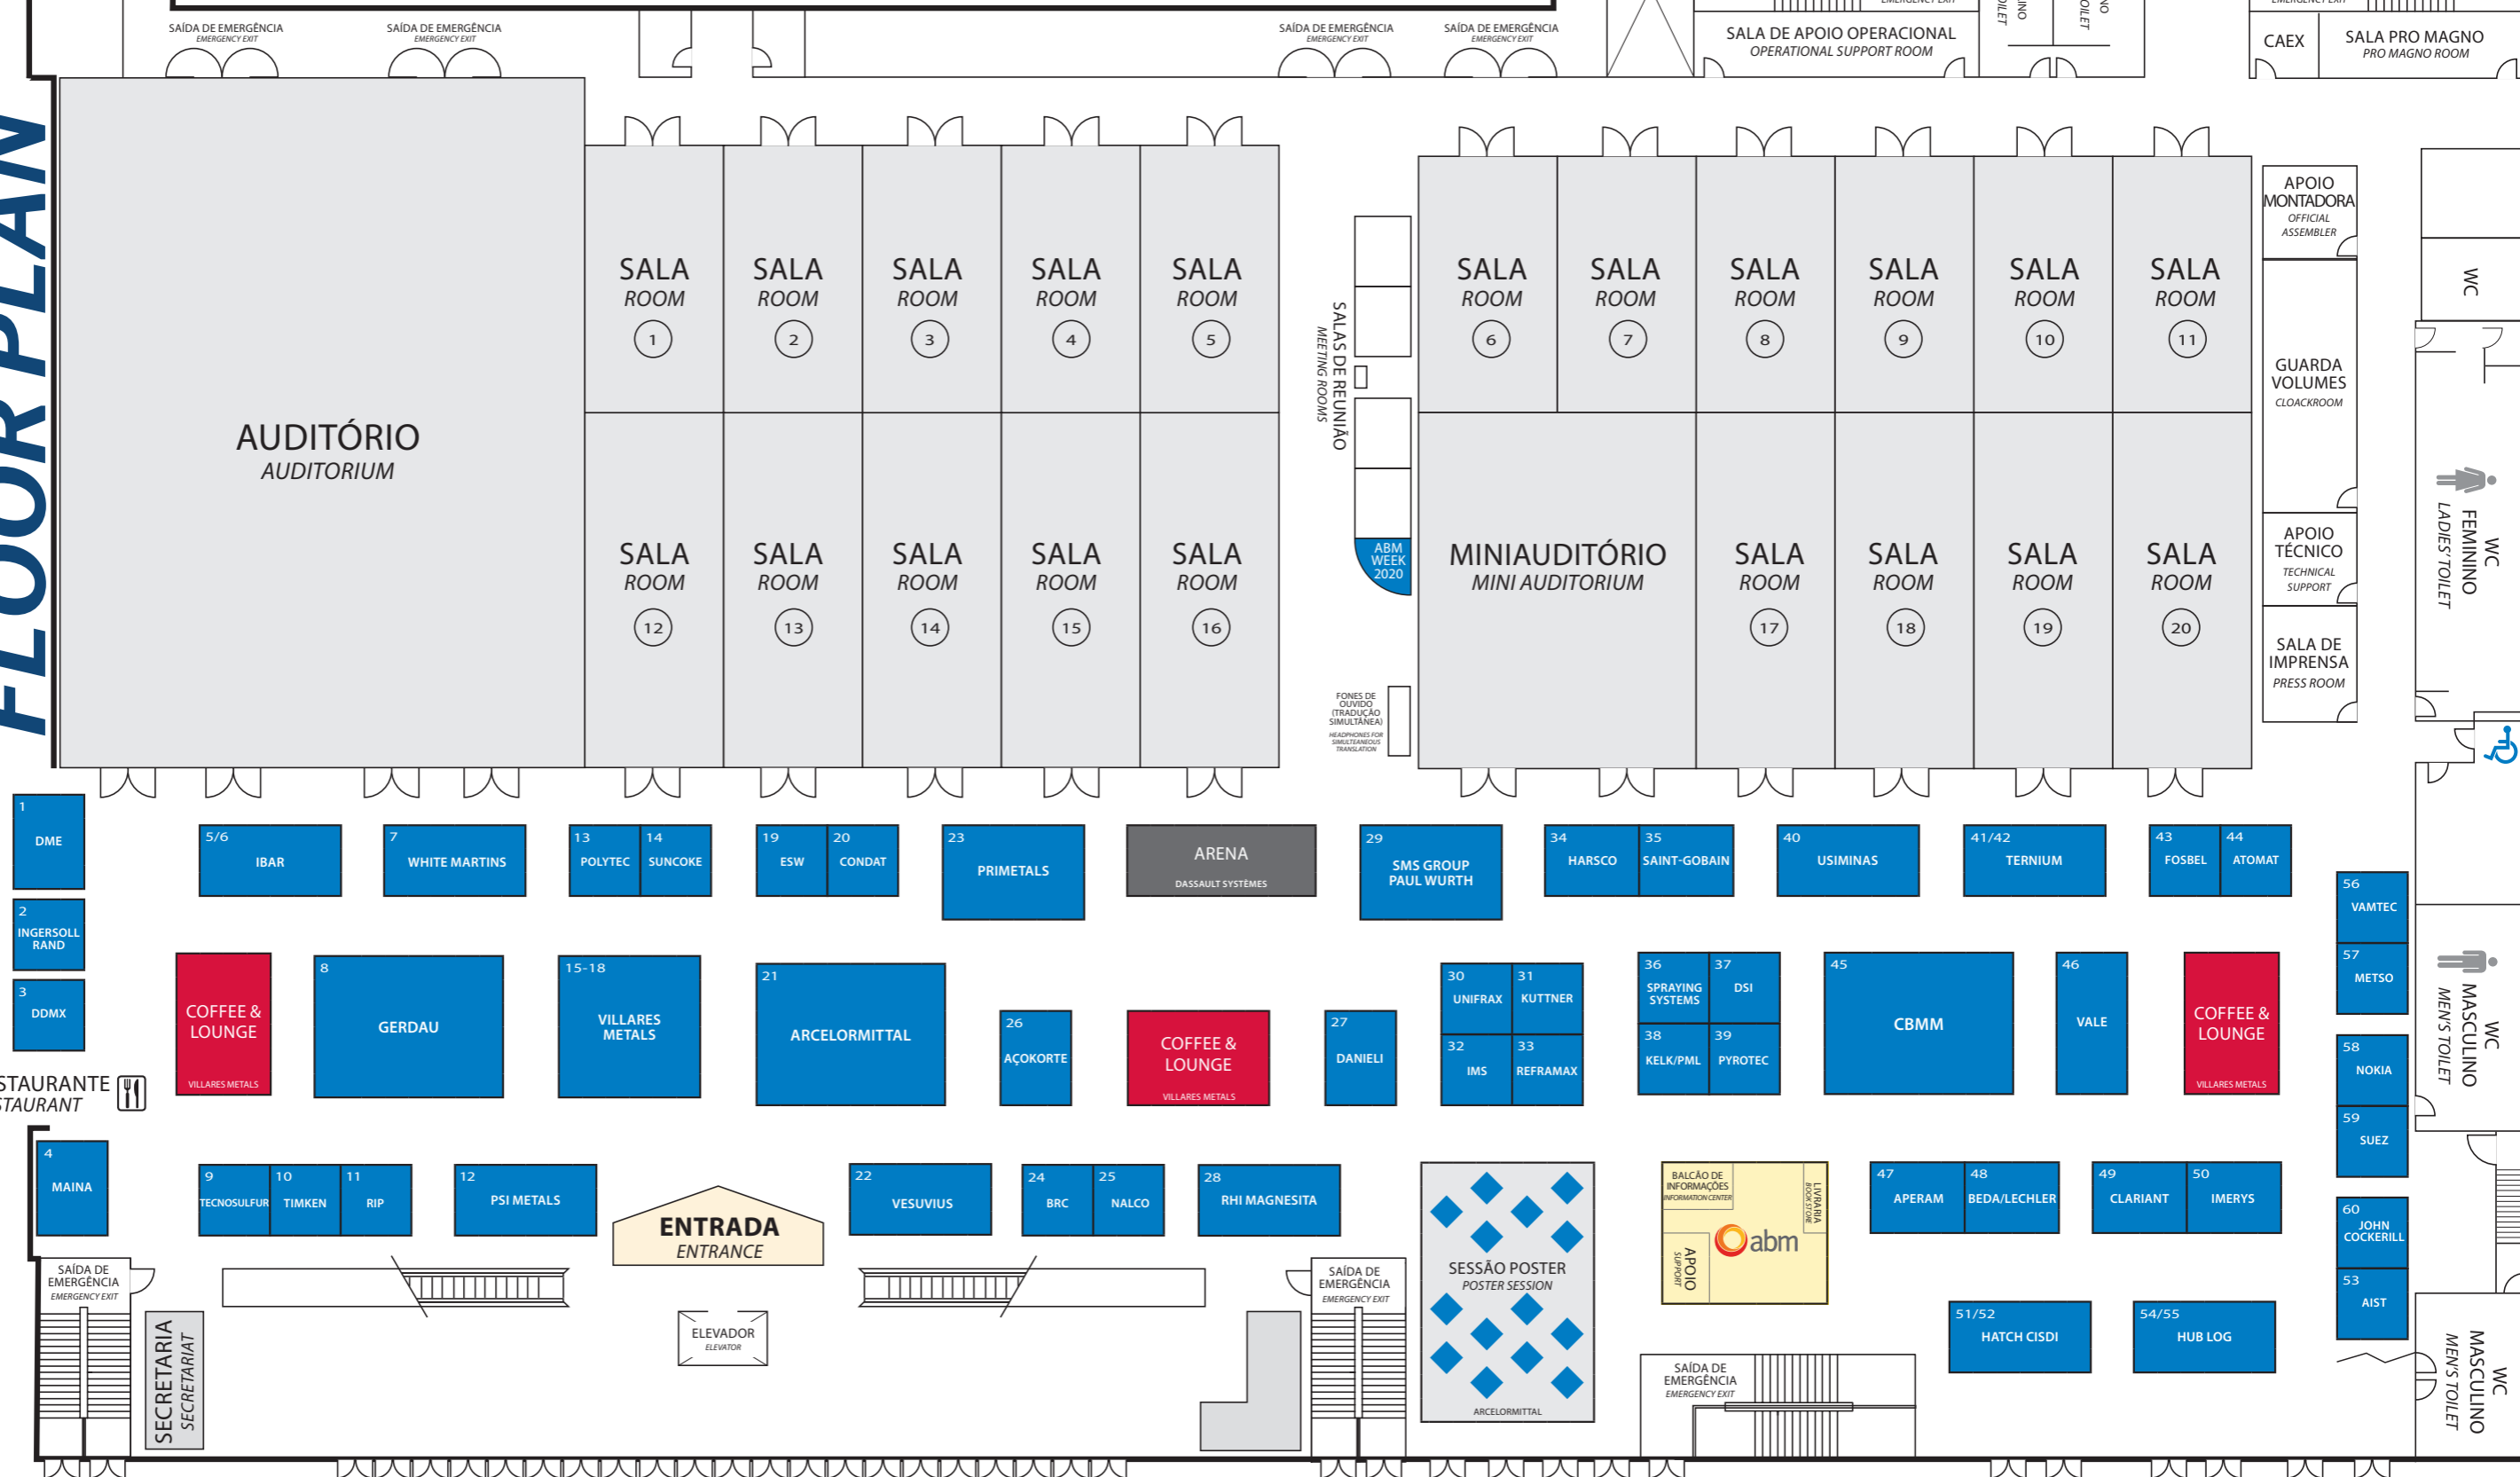 FLOOR PLAN
SAÍDA DE EMERGÊNCIA
EMERGENCY EXIT
SAÍDA DE EMERGÊNCIA
EMERGENCY EXIT
SAÍDA DE EMERGÊNCIA
EMERGENCY EXIT
SAÍDA DE EMERGÊNCIA
EMERGENCY EXIT
EMERGENCY EXIT
SALA DE APOIO OPERACIONAL
OPERATIONAL SUPPORT ROOM
EMERGENCY EXIT
CAEX
SALA PRO MAGNO
PRO MAGNO ROOM
AUDITÓRIO
AUDITORIUM
SALA
ROOM
1
SALA
ROOM
2
SALA
ROOM
3
SALA
ROOM
4
SALA
ROOM
5
SALA
ROOM
6
SALA
ROOM
7
SALA
ROOM
8
SALA
ROOM
9
SALA
ROOM
10
SALA
ROOM
11
SALA
ROOM
12
SALA
ROOM
13
SALA
ROOM
14
SALA
ROOM
15
SALA
ROOM
16
SALAS DE REUNIÃO
MEETING ROOMS
ABM
WEEK
2020
FONES DE
OUVIDO
(TRADUÇÃO
SIMULTÂNEA)
HEADPHONES FOR
SIMULTEANEOUS
TRANSLATION
MINIAUDITÓRIO
MINI AUDITORIUM
SALA
ROOM
17
SALA
ROOM
18
SALA
ROOM
19
SALA
ROOM
20
APOIO
MONTADORA
OFFICIAL
ASSEMBLER
GUARDA
VOLUMES
CLOACKROOM
APOIO
TÉCNICO
TECHNICAL
SUPPORT
SALA DE
IMPRENSA
PRESS ROOM
WC
WC
FEMININO
LADIES' TOILET
1
DME
5/6
IBAR
7
WHITE MARTINS
13
POLYTEC
14
SUNCOKE
19
ESW
20
CONDAT
23
PRIMETALS
ARENA
DASSAULT SYSTÈMES
29
SMS GROUP
PAUL WURTH
34
HARSCO
35
SAINT-GOBAIN
40
USIMINAS
41/42
TERNIUM
43
FOSBEL
44
ATOMAT
56
VAMTEC
57
METSO
2
INGERSOLL
RAND
3
DDMX
COFFEE &
LOUNGE
VILLARES METALS
8
GERDAU
15-18
VILLARES
METALS
21
ARCELORMITTAL
26
AÇOKORTE
COFFEE &
LOUNGE
VILLARES METALS
27
DANIELI
30
UNIFRAX
31
KUTTNER
32
IMS
33
REFRAMAX
36
SPRAYING
SYSTEMS
37
DSI
38
KELK/PML
39
PYROTEC
45
CBMM
46
VALE
COFFEE &
LOUNGE
VILLARES METALS
58
NOKIA
59
SUEZ
WC
MASCULINO
MEN'S TOILET
4
MAINA
9
TECNOSULFUR
10
TIMKEN
11
RIP
12
PSI METALS
ENTRADA
ENTRANCE
22
VESUVIUS
24
BRC
25
NALCO
28
RHI MAGNESITA
SESSÃO POSTER
POSTER SESSION
ARCELORMITTAL
BALCÃO DE
INFORMAÇÕES
INFORMATION CENTER
LIVRARIA
BOOK STORE
abm
APOIO
SUPPORT
47
APERAM
48
BEDA/LECHLER
49
CLARIANT
50
IMERYS
60
JOHN
COCKERILL
53
AIST
51/52
HATCH CISDI
54/55
HUB LOG
SAÍDA DE
EMERGÊNCIA
EMERGENCY EXIT
SECRETARIA
SECRETARIAT
ELEVADOR
ELEVATOR
SAÍDA DE
EMERGÊNCIA
EMERGENCY EXIT
SAÍDA DE
EMERGÊNCIA
EMERGENCY EXIT
WC
MASCULINO
MEN'S TOILET